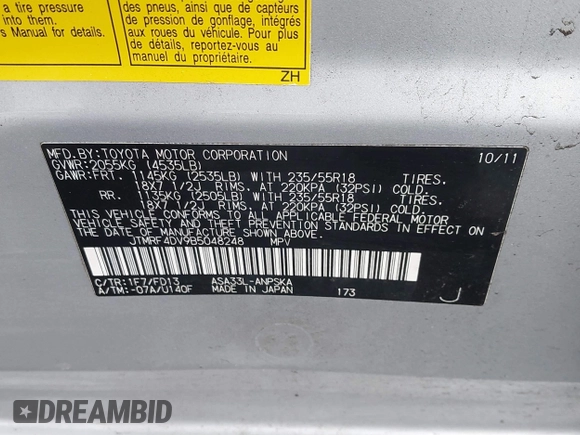 a tire pressure
nto them.
s Manual for details.
des pneus, ainsi que de capteurs
de pression de gonflage, intégrés
aux roues du véhicule. Pour plus
de détails, reportez-vous au
manuel du propriétaire.
ZH
MFD.BY:TOYOTA MOTOR CORPORATION 10/11
GVWR:2055KG (4535LB)
GAWR:FRT. 1145KG (2535LB) WITH 235/55R18 TIRES.
18X7 1/2J RIMS. AT 220KPA (32PSI) COLD.
RR. 1135KG (2505LB) WITH 235/55R18 TIRES.
18X7 1/2J RIMS. AT 220KPA (32PSI) COLD.
THIS VEHICLE CONFORMS TO ALL APPLICABLE FEDERAL MOTOR
VEHICLE SAFETY AND THEFT PREVENTION STANDARDS IN EFFECT
ON THE DATE OF MANUFACTURE SHOWN ABOVE.
JTMRF4DV9B5048248 MPV
C/TR:1F7/FD13 ASA33L-ANPSKA
A/TM:-07A/U140F MADE IN JAPAN 173
J
DREAMBID